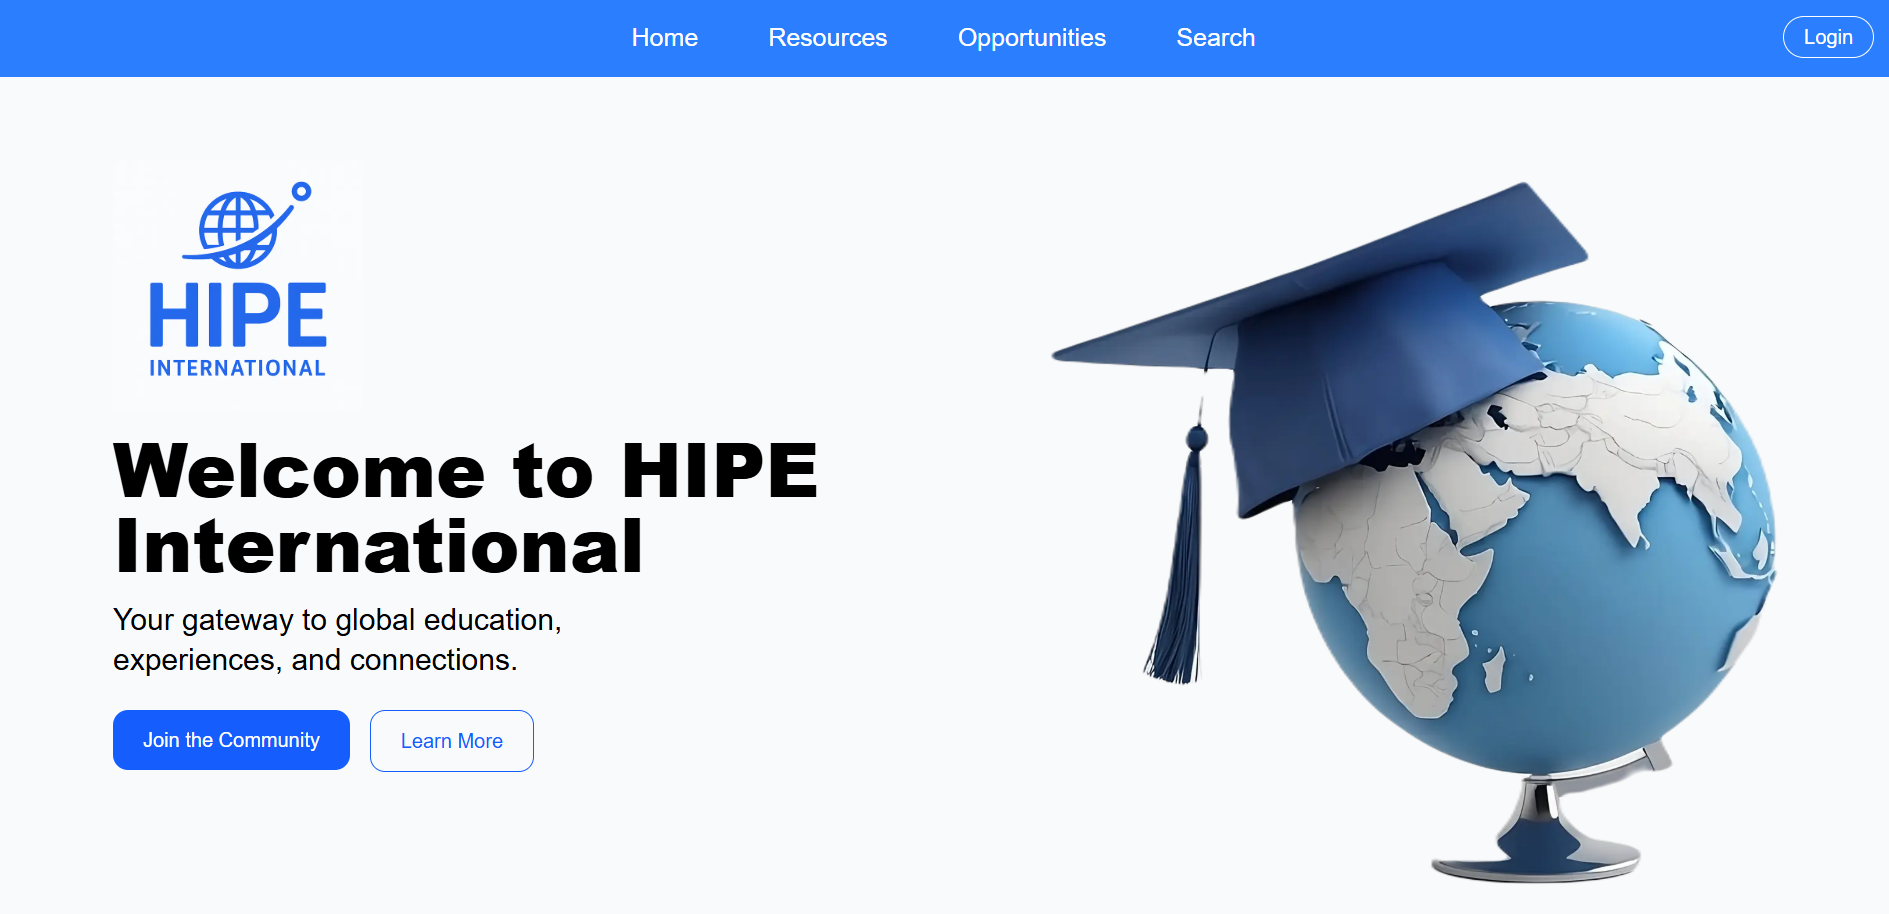 Home Resources Opportunities Search Login
HIPE
INTERNATIONAL
Welcome to HIPE
International
Your gateway to global education,
experiences, and connections.
Join the Community Learn More